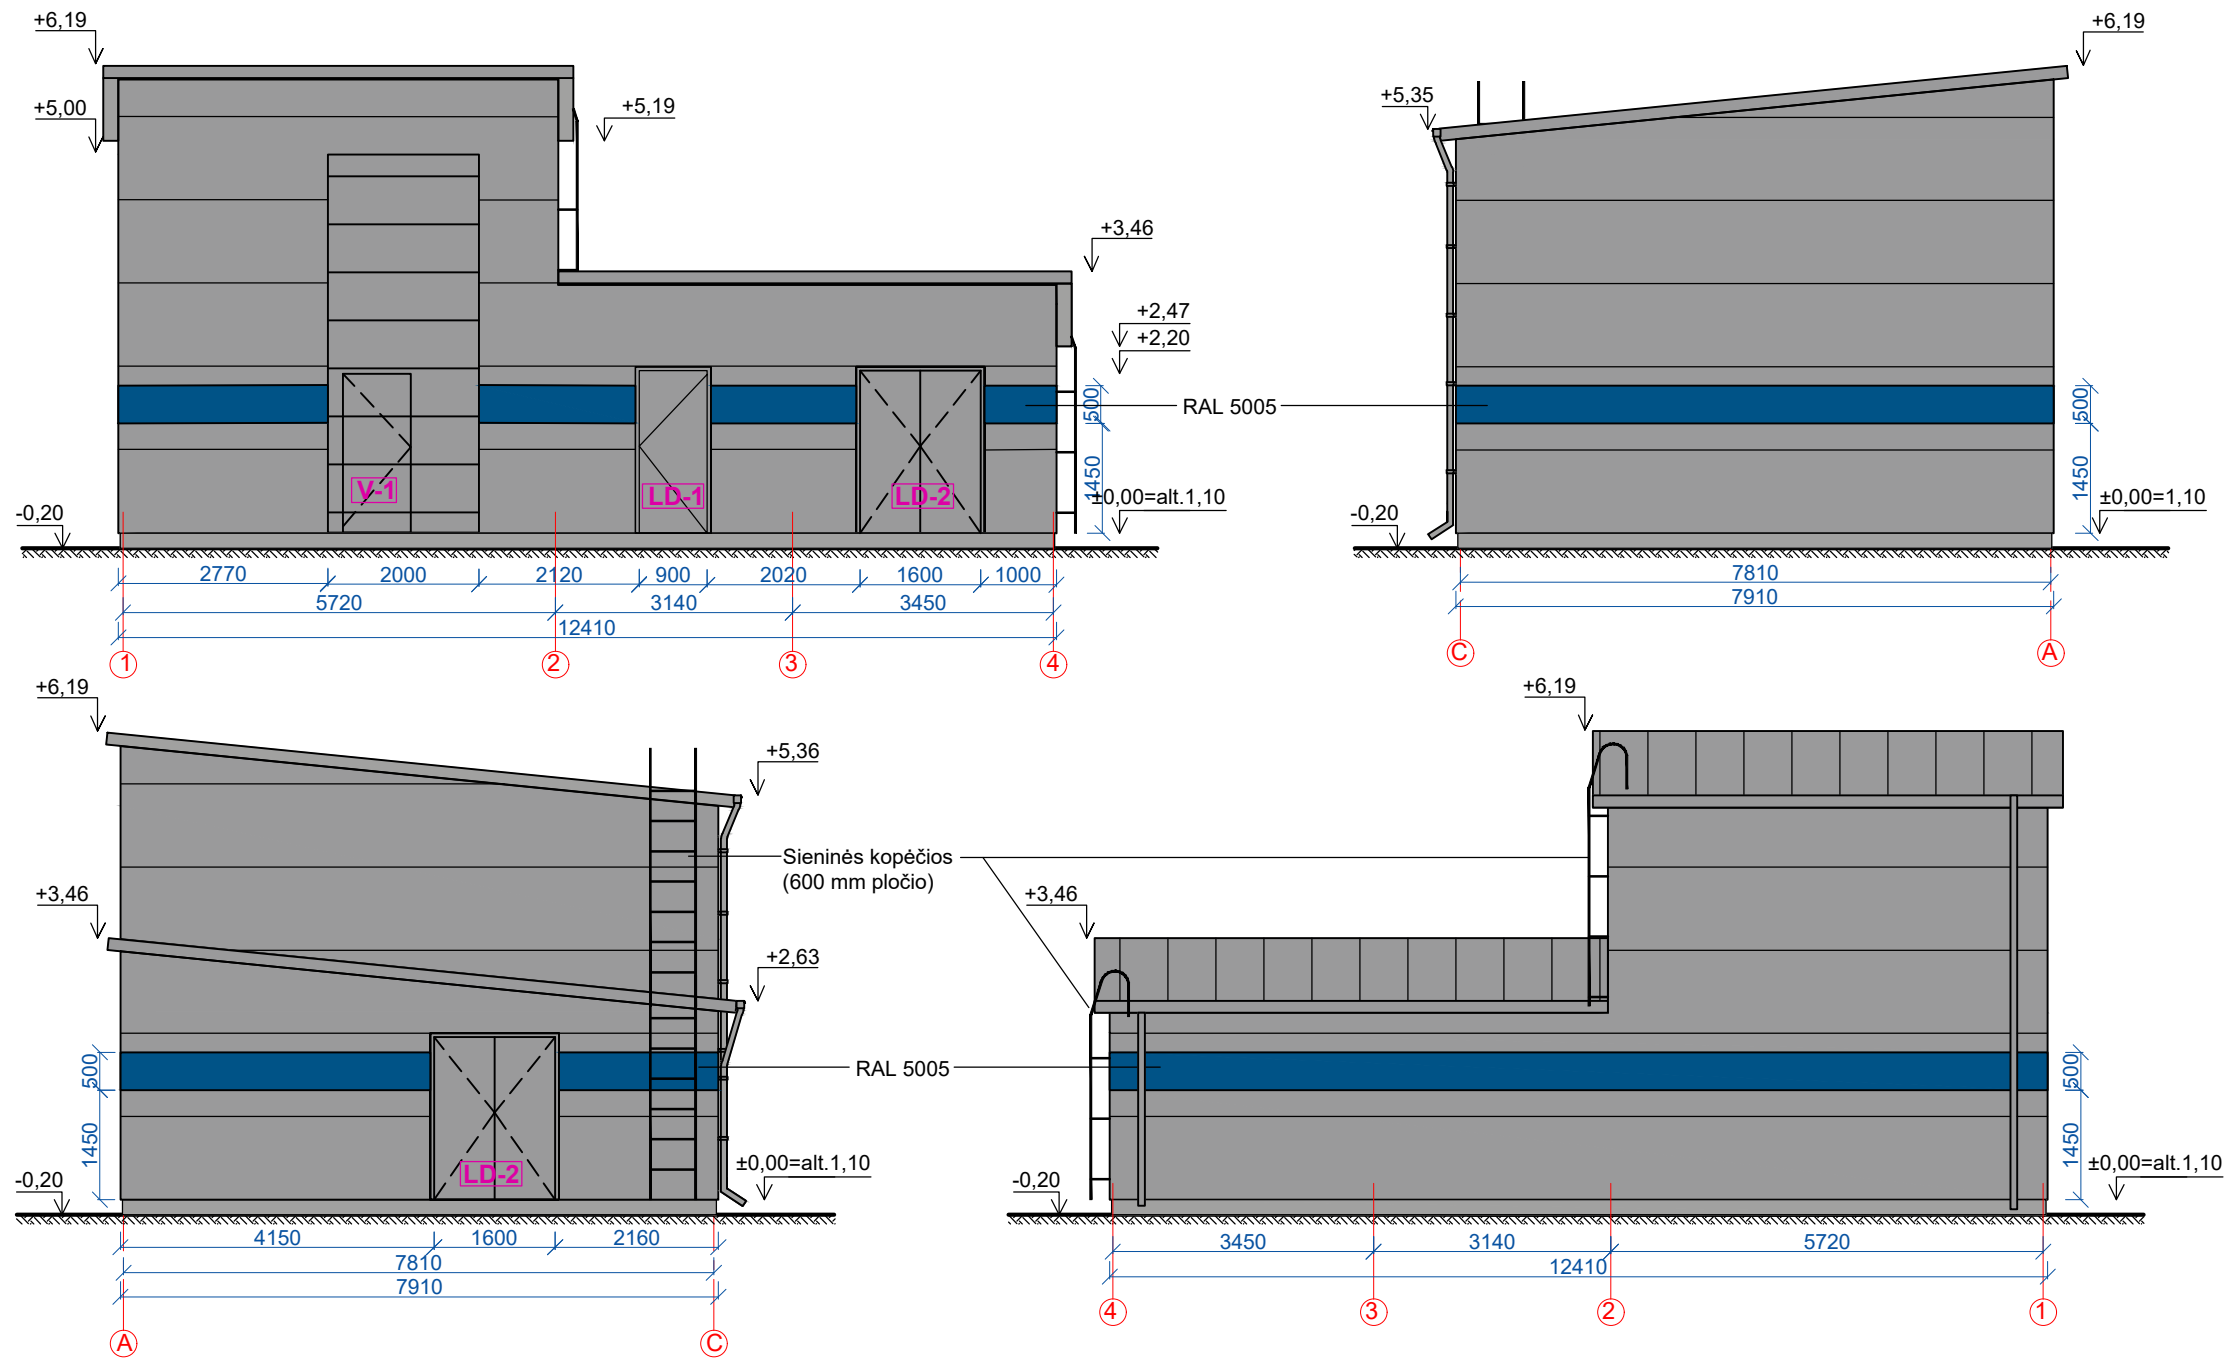 +6,19
+5,00
+5,19
+3,46
+2,47
+2,20
500
1450
±0,00=alt.1,10
-0,20
V-1
LD-1
LD-2
RAL 5005
2770 2000 2120 900 2020 1600 1000
5720 3140 3450
12410
1 2 3 4
+6,19
+5,35
500
1450
±0,00=1,10
-0,20
7810
7910
C A
+6,19
+5,36
+3,46
+2,63
Sieninės kopėčios
(600 mm pločio)
500
1450
RAL 5005
LD-2
±0,00=alt.1,10
-0,20
4150 1600 2160
7810
7910
A C
+6,19
+3,46
500
1450
±0,00=alt.1,10
-0,20
3450 3140 5720
12410
4 3 2 1